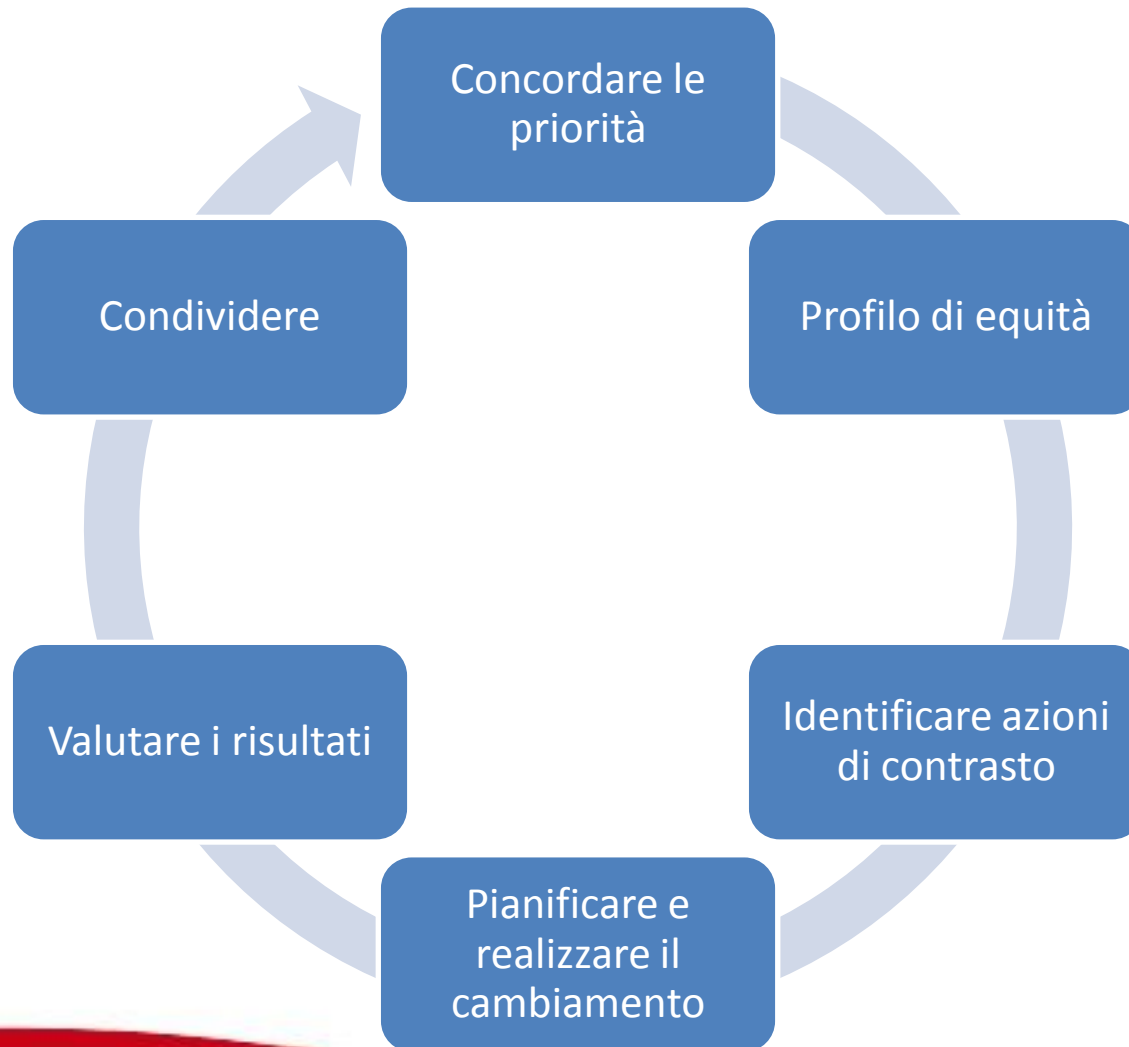 Concordare le
priorità
Profilo di equità
Identificare azioni
di contrasto
Pianificare e
realizzare il
cambiamento
Valutare i risultati
Condividere